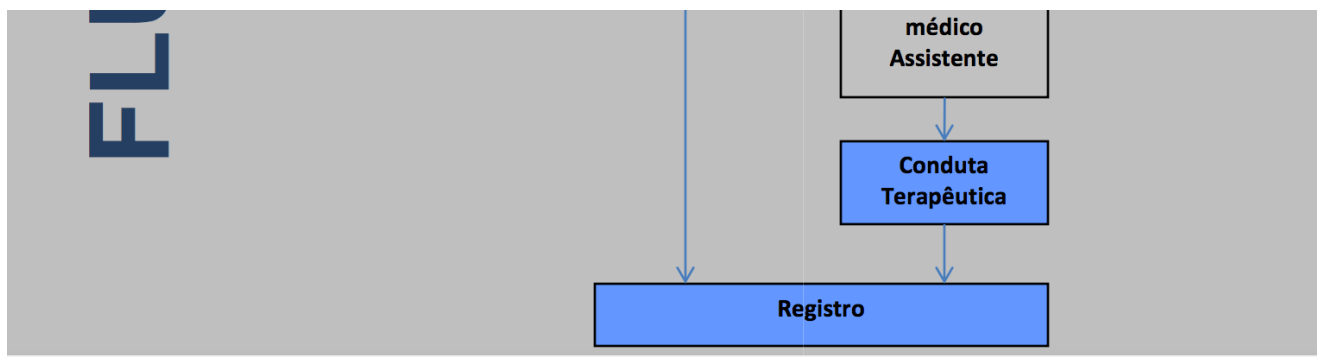 FLU
médico
Assistente
Conduta
Terapêutica
Registro